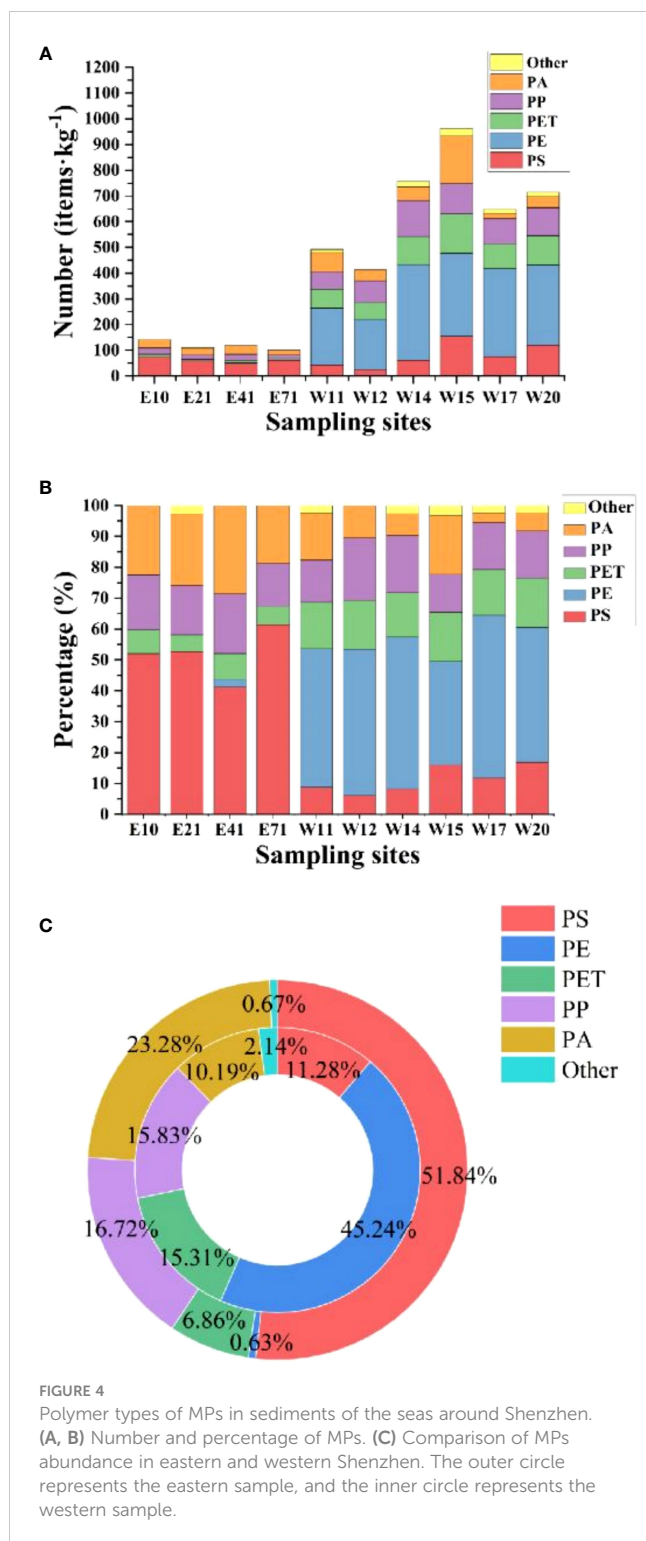 A
1200
1100
1000
900
800
700
600
500
400
300
200
100
0
Number (items·kg⁻¹)
Other
PA
PP
PET
PE
PS
E10 E21 E41 E71 W11 W12 W14 W15 W17 W20
Sampling sites
B
100
90
80
70
60
50
40
30
20
10
0
Percentage (%)
Other
PA
PP
PET
PE
PS
E10 E21 E41 E71 W11 W12 W14 W15 W17 W20
Sampling sites
C
PS
PE
PET
PP
PA
Other
0.67%
23.28%
2.14%
10.19%
11.28%
15.83%
51.84%
16.72%
45.24%
15.31%
6.86%
0.63%
FIGURE 4
Polymer types of MPs in sediments of the seas around Shenzhen.
(A, B) Number and percentage of MPs. (C) Comparison of MPs
abundance in eastern and western Shenzhen. The outer circle
represents the eastern sample, and the inner circle represents the
western sample.